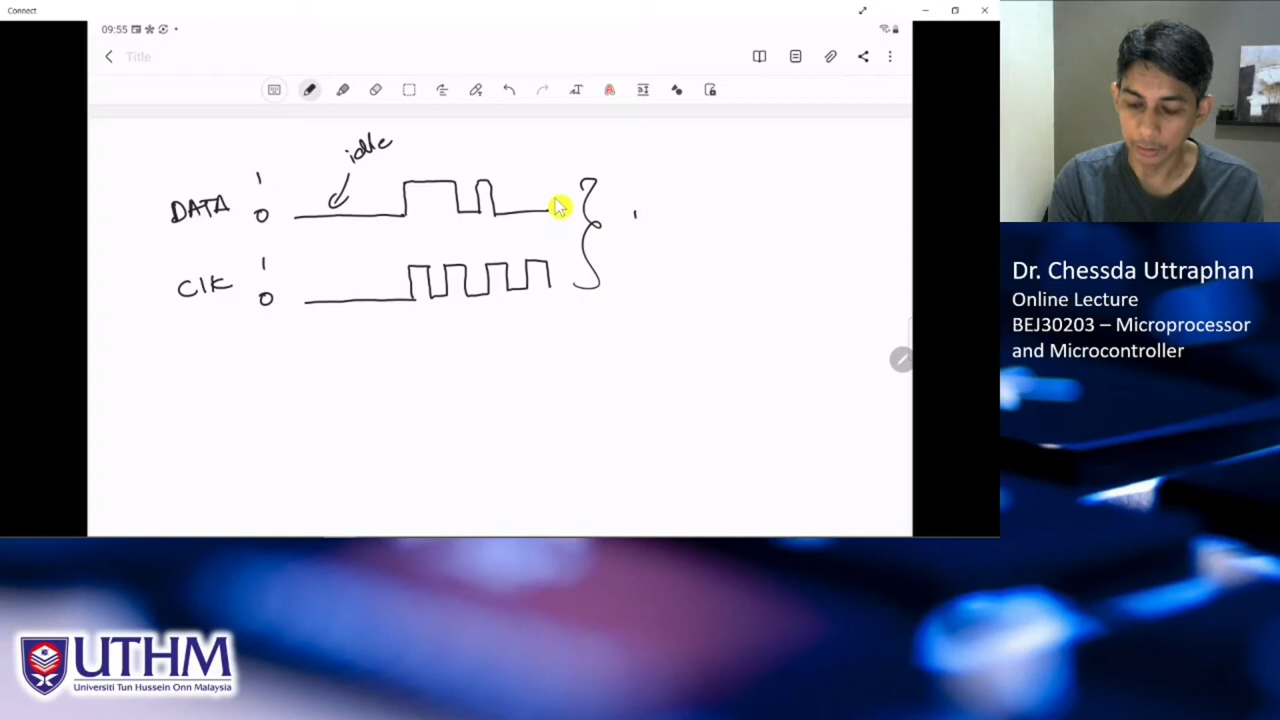 Connect
09:55
Title
idle
1
DATA
0
1
Clk
0
Dr. Chessda Uttraphan
Online Lecture
BEJ30203 – Microprocessor
and Microcontroller
UTHM
Universiti Tun Hussein Onn Malaysia